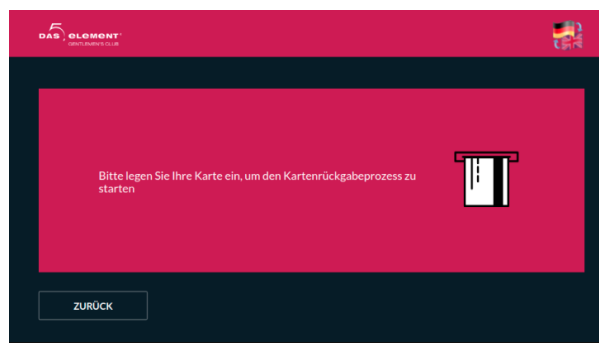 DAS 5 ELEMENT
GENTLEMEN'S CLUB
Bitte legen Sie Ihre Karte ein, um den Kartenrückgabeprozess zu
starten
ZURÜCK